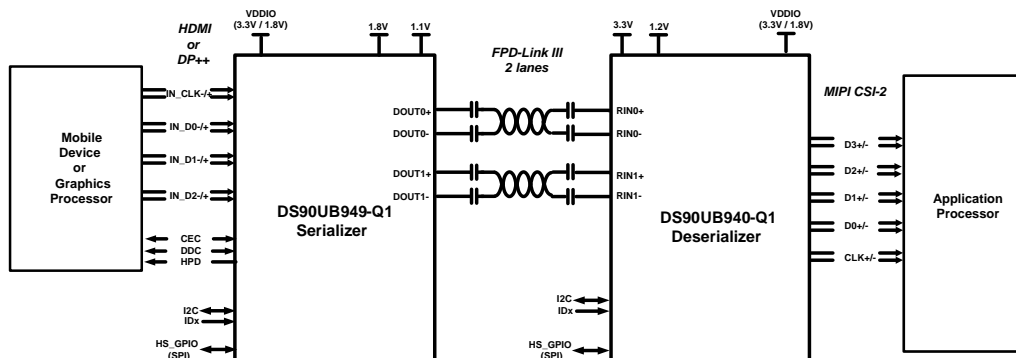 HDMI
or
DP++
VDDIO
(3.3V / 1.8V)
1.8V
1.1V
FPD-Link III
2 lanes
3.3V
1.2V
VDDIO
(3.3V / 1.8V)
MIPI CSI-2
Mobile
Device
or
Graphics
Processor
IN_CLK-/+
IN_D0-/+
IN_D1-/+
IN_D2-/+
CEC
DDC
HPD
I2C
IDx
HS_GPIO
(SPI)
DS90UB949-Q1
Serializer
DOUT0+
DOUT0-
DOUT1+
DOUT1-
RIN0+
RIN0-
RIN1+
RIN1-
DS90UB940-Q1
Deserializer
I2C
IDx
HS_GPIO
(SPI)
D3+/-
D2+/-
D1+/-
D0+/-
CLK+/-
Application
Processor